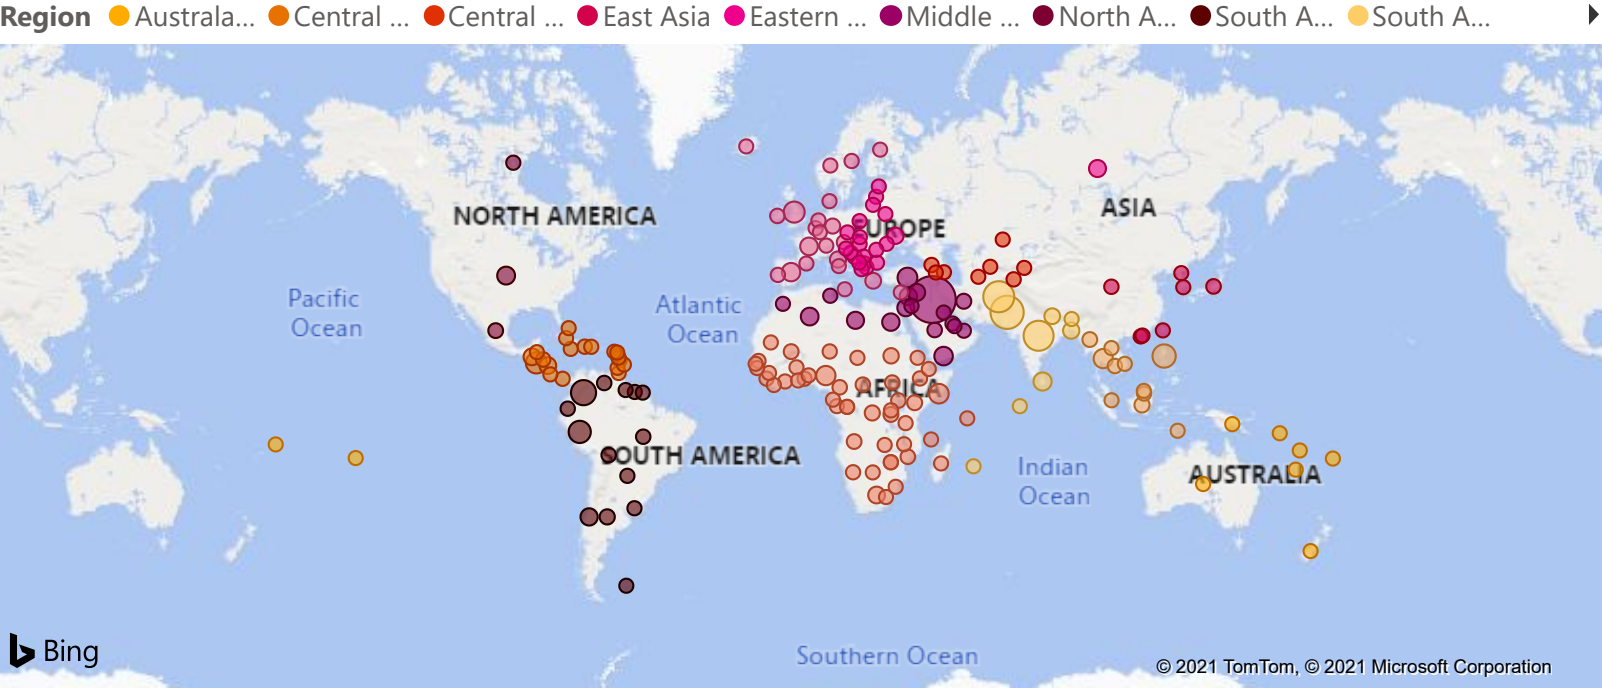 Region Australa... Central ... Central ... East Asia Eastern ... Middle ... North A... South A... South A...
ASIA
NORTH AMERICA
EUROPE
Pacific
Ocean
Atlantic
Ocean
AFRICA
SOUTH AMERICA
Indian
Ocean
AUSTRALIA
Southern Ocean
Bing
© 2021 TomTom, © 2021 Microsoft Corporation